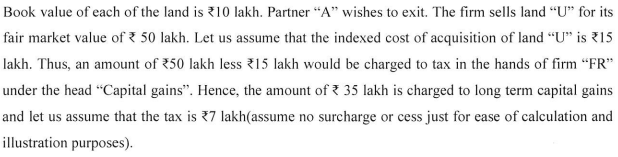 Book value of each of the land is ₹10 lakh. Partner “A” wishes to exit. The firm sells land “U” for its
fair market value of ₹ 50 lakh. Let us assume that the indexed cost of acquisition of land “U” is ₹15
lakh. Thus, an amount of ₹50 lakh less ₹15 lakh would be charged to tax in the hands of firm “FR”
under the head “Capital gains”. Hence, the amount of ₹ 35 lakh is charged to long term capital gains
and let us assume that the tax is ₹7 lakh(assume no surcharge or cess just for ease of calculation and
illustration purposes).